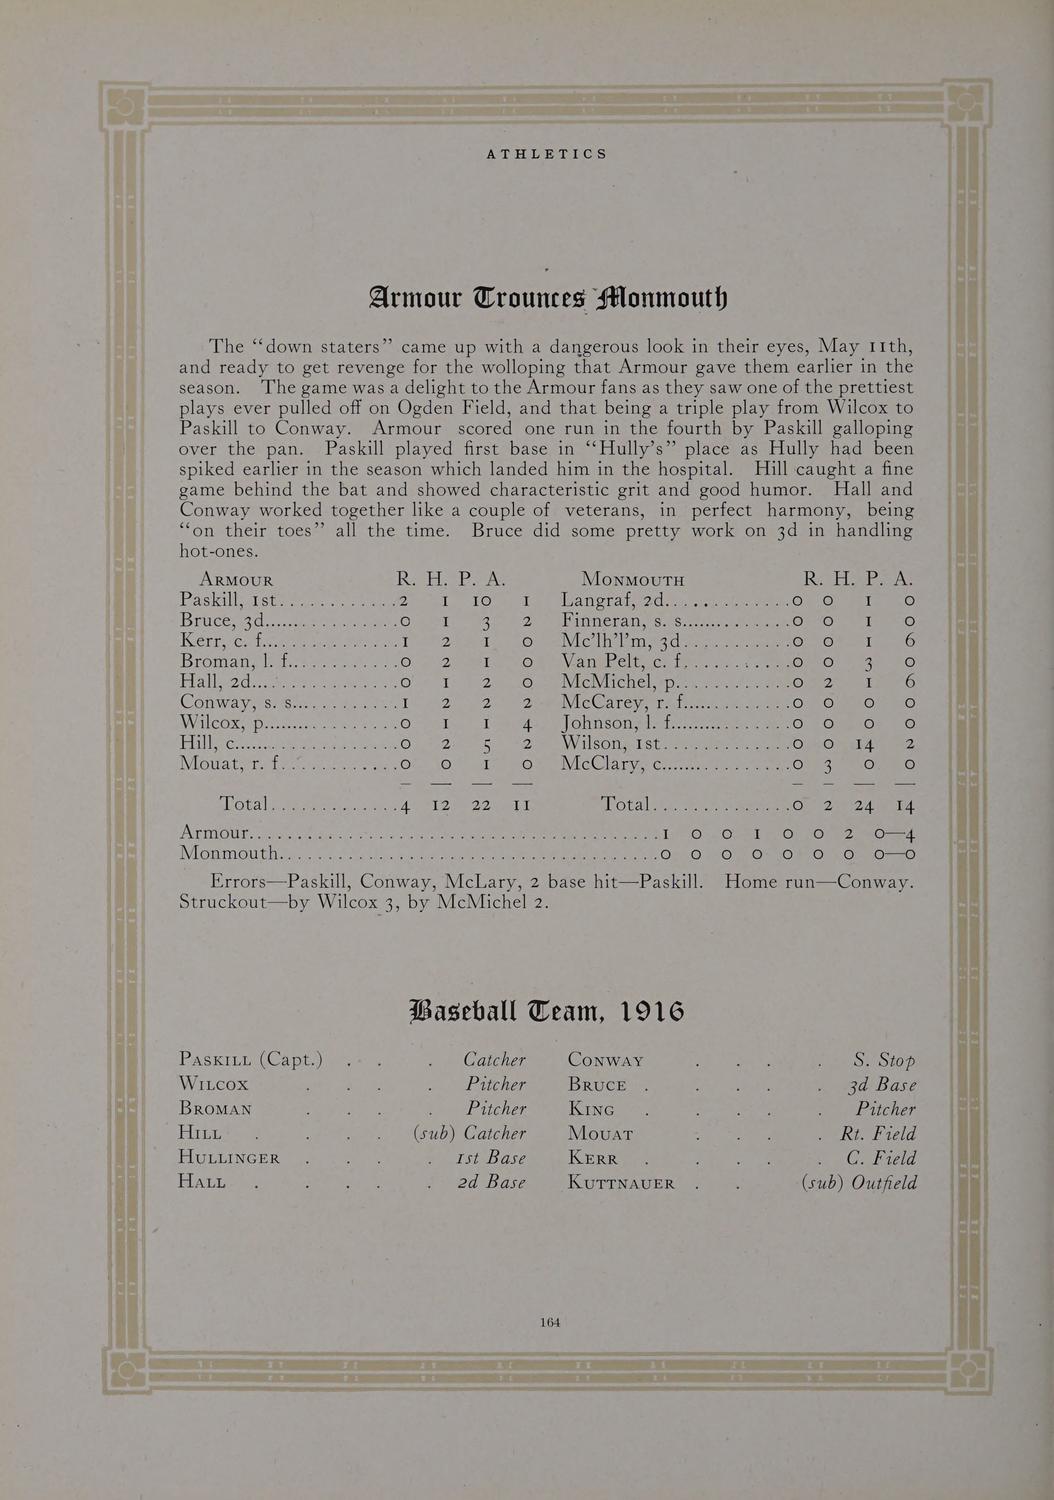 ATHLETICS
Armour Trounces Monmouth
The “down staters” came up with a dangerous look in their eyes, May 11th,
and ready to get revenge for the wolloping that Armour gave them earlier in the
season. The game was a delight to the Armour fans as they saw one of the prettiest
plays ever pulled off on Ogden Field, and that being a triple play from Wilcox to
Paskill to Conway. Armour scored one run in the fourth by Paskill galloping
over the pan. Paskill played first base in “Hully’s” place as Hully had been
spiked earlier in the season which landed him in the hospital. Hill caught a fine
game behind the bat and showed characteristic grit and good humor. Hall and
Conway worked together like a couple of veterans, in perfect harmony, being
“on their toes” all the time. Bruce did some pretty work on 3d in handling
hot-ones.
ARMOUR R. H. P. A. MONMOUTH R. H. P. A.
Paskill, 1st............2 1 10 1 Langraf, 2d.............0 0 1 0
Bruce, 3d..............0 1 3 2 Finneran, s. s............0 0 1 0
Kerr, c. f..............1 2 1 0 Mc’lh’l’m, 3d...........0 0 1 6
Broman, l. f............0 2 1 0 Van Pelt, c. f...........0 0 3 0
Hall, 2d...............0 1 2 0 McMichel, p............0 2 1 6
Conway, s. s............1 2 2 2 McCarey, r. f............0 0 0 0
Wilcox, p..............0 1 1 4 Johnson, l. f.............0 0 0 0
Hill, c.................0 2 5 2 Wilson, 1st.............0 0 14 2
Mouat, r. f.............0 0 1 0 McClary, c..............0 3 0 0
Total.............4 12 22 11 Total..............0 2 24 14
Armour.............................................1 0 0 1 0 0 2 0—4
Monmouth..........................................0 0 0 0 0 0 0 0—0
Errors—Paskill, Conway, McLary, 2 base hit—Paskill. Home run—Conway.
Struckout—by Wilcox 3, by McMichel 2.
Baseball Team, 1916
PASKILL (Capt.) . . . Catcher CONWAY . . . . S. Stop
WILCOX . . . . Pitcher BRUCE . . . . . 3d Base
BROMAN . . . . Pitcher KING . . . . . Pitcher
HILL . . . . (sub) Catcher MOUAT . . . . Rt. Field
HULLINGER . . . . 1st Base KERR . . . . . C. Field
HALL . . . . . 2d Base KUTTNAUER . . (sub) Outfield
164